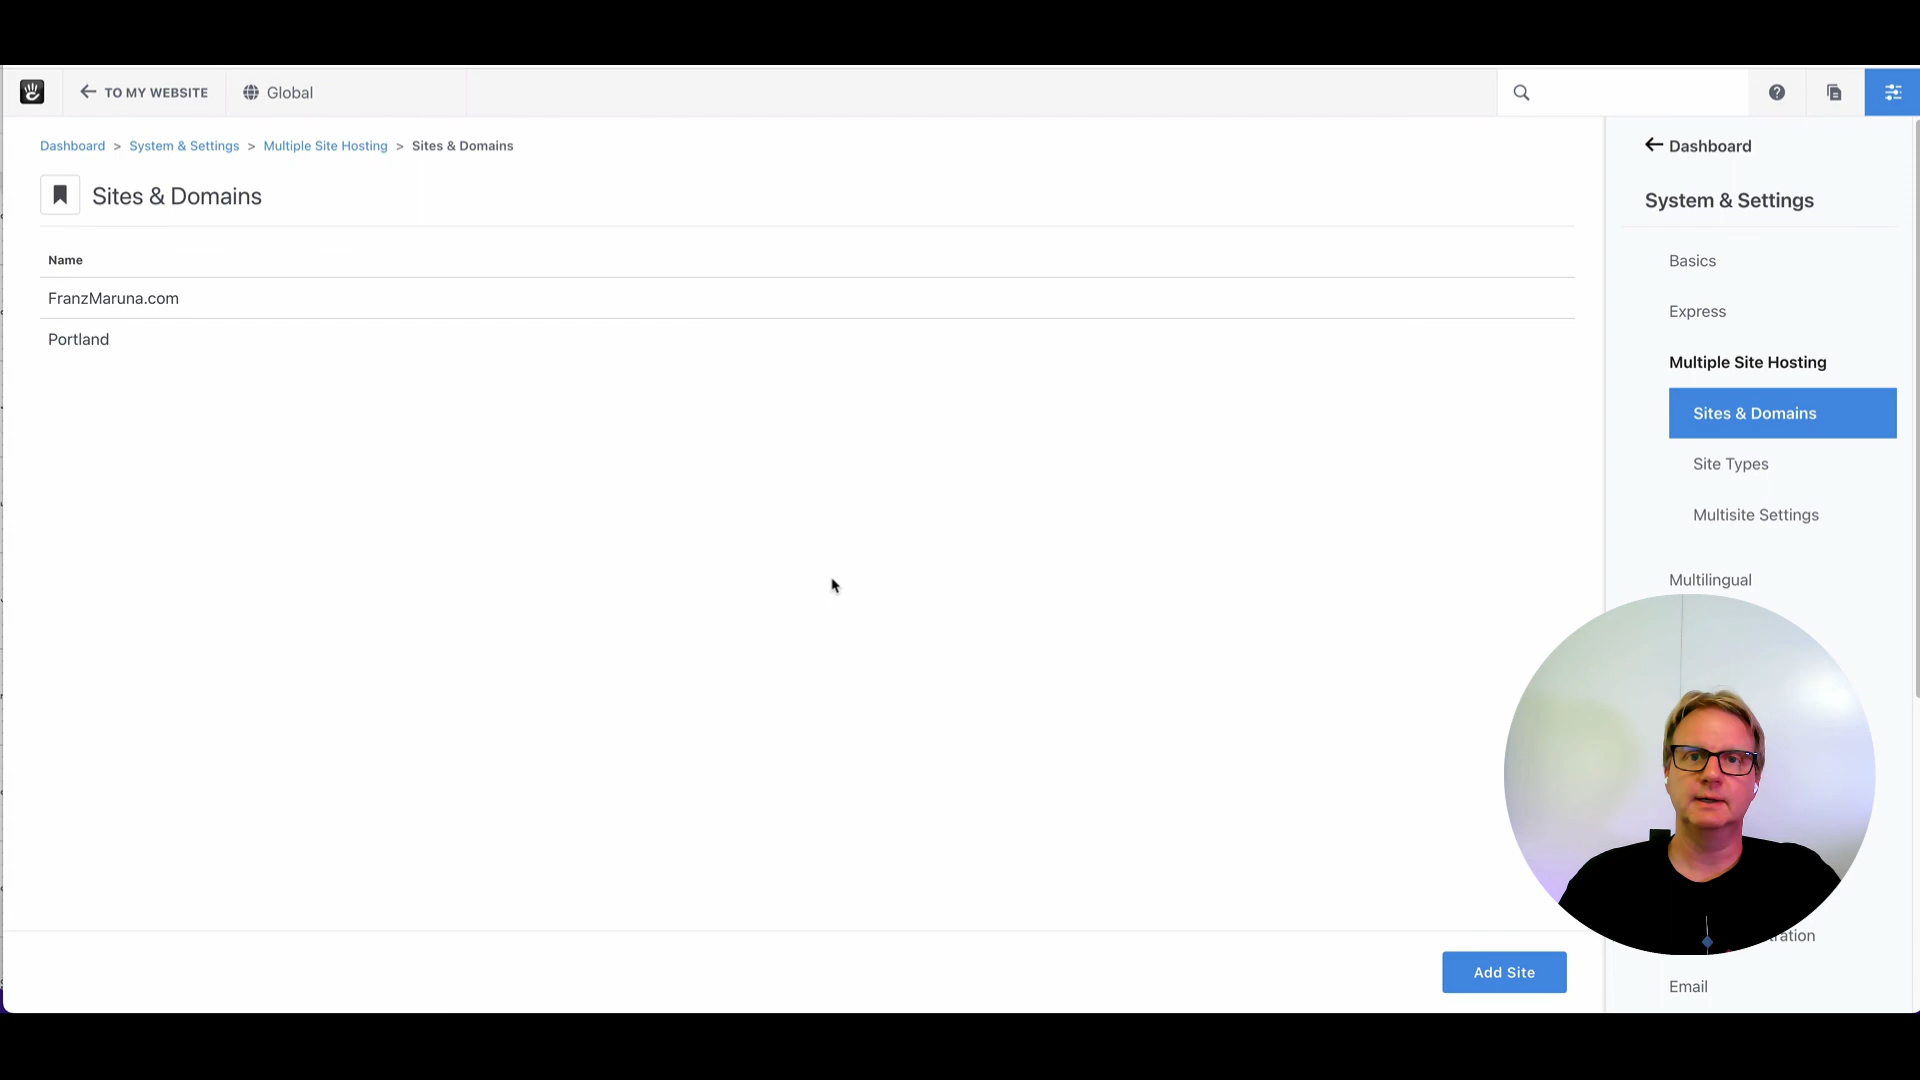 TO MY WEBSITE
Global
Dashboard > System & Settings > Multiple Site Hosting > Sites & Domains
Sites & Domains
Name
FranzMaruna.com
Portland
Add Site
Dashboard
System & Settings
Basics
Express
Multiple Site Hosting
Sites & Domains
Site Types
Multisite Settings
Multilingual
ration
Email